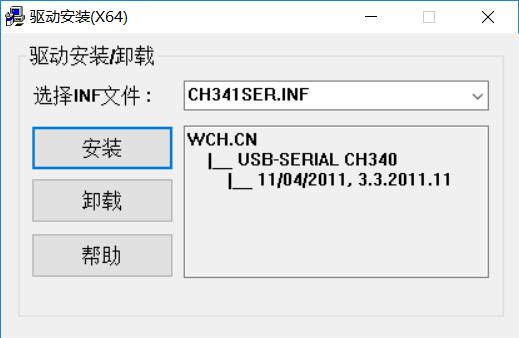 驱动安装(X64)
驱动安装/卸载
选择INF文件：
CH341SER.INF
安装
卸载
帮助
WCH.CN
|__ USB-SERIAL CH340
|__ 11/04/2011, 3.3.2011.11